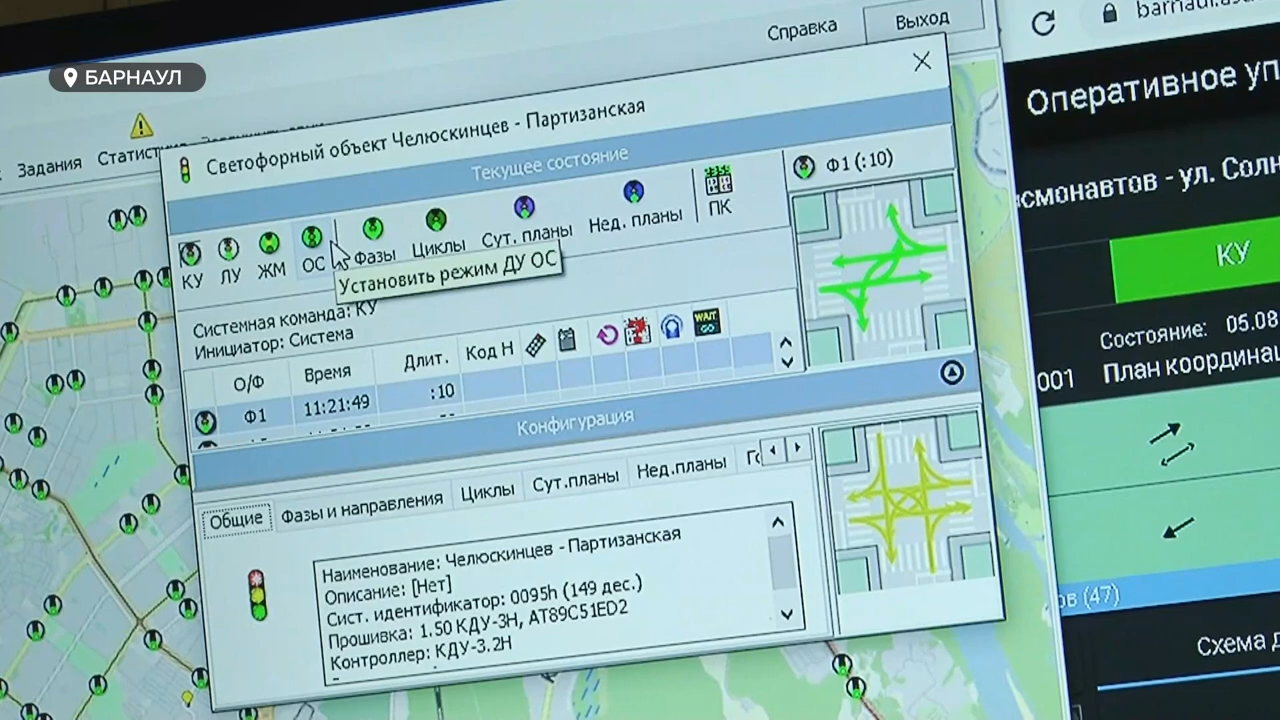 БАРНАУЛ
Справка
Выход
Задания
Светофорный объект Челюскинцев - Партизанская
Текущее состояние
КУ
ЛУ
ЖМ
ОС
Фазы
Циклы
Сут. планы
Нед. планы
ПК
Ф1 (:10)
Установить режим ДУ ОС
Системная команда: КУ
Инициатор: Система
О/Ф
Время
Длит.
Код Н
WAIT
GO
Ф1
11:21:49
:10
Конфигурация
Общие
Фазы и направления
Циклы
Сут.планы
Нед.планы
Наименование: Челюскинцев - Партизанская
Описание: [Нет]
Сист. идентификатор: 0095h (149 дес.)
Прошивка: 1.50 КДУ-3Н, AT89C51ED2
Контроллер: КДУ-3.2Н
Оперативное уп
смонавтов - ул. Солн
КУ
Состояние: 05.08
001
План координац
ов (47)
Схема д